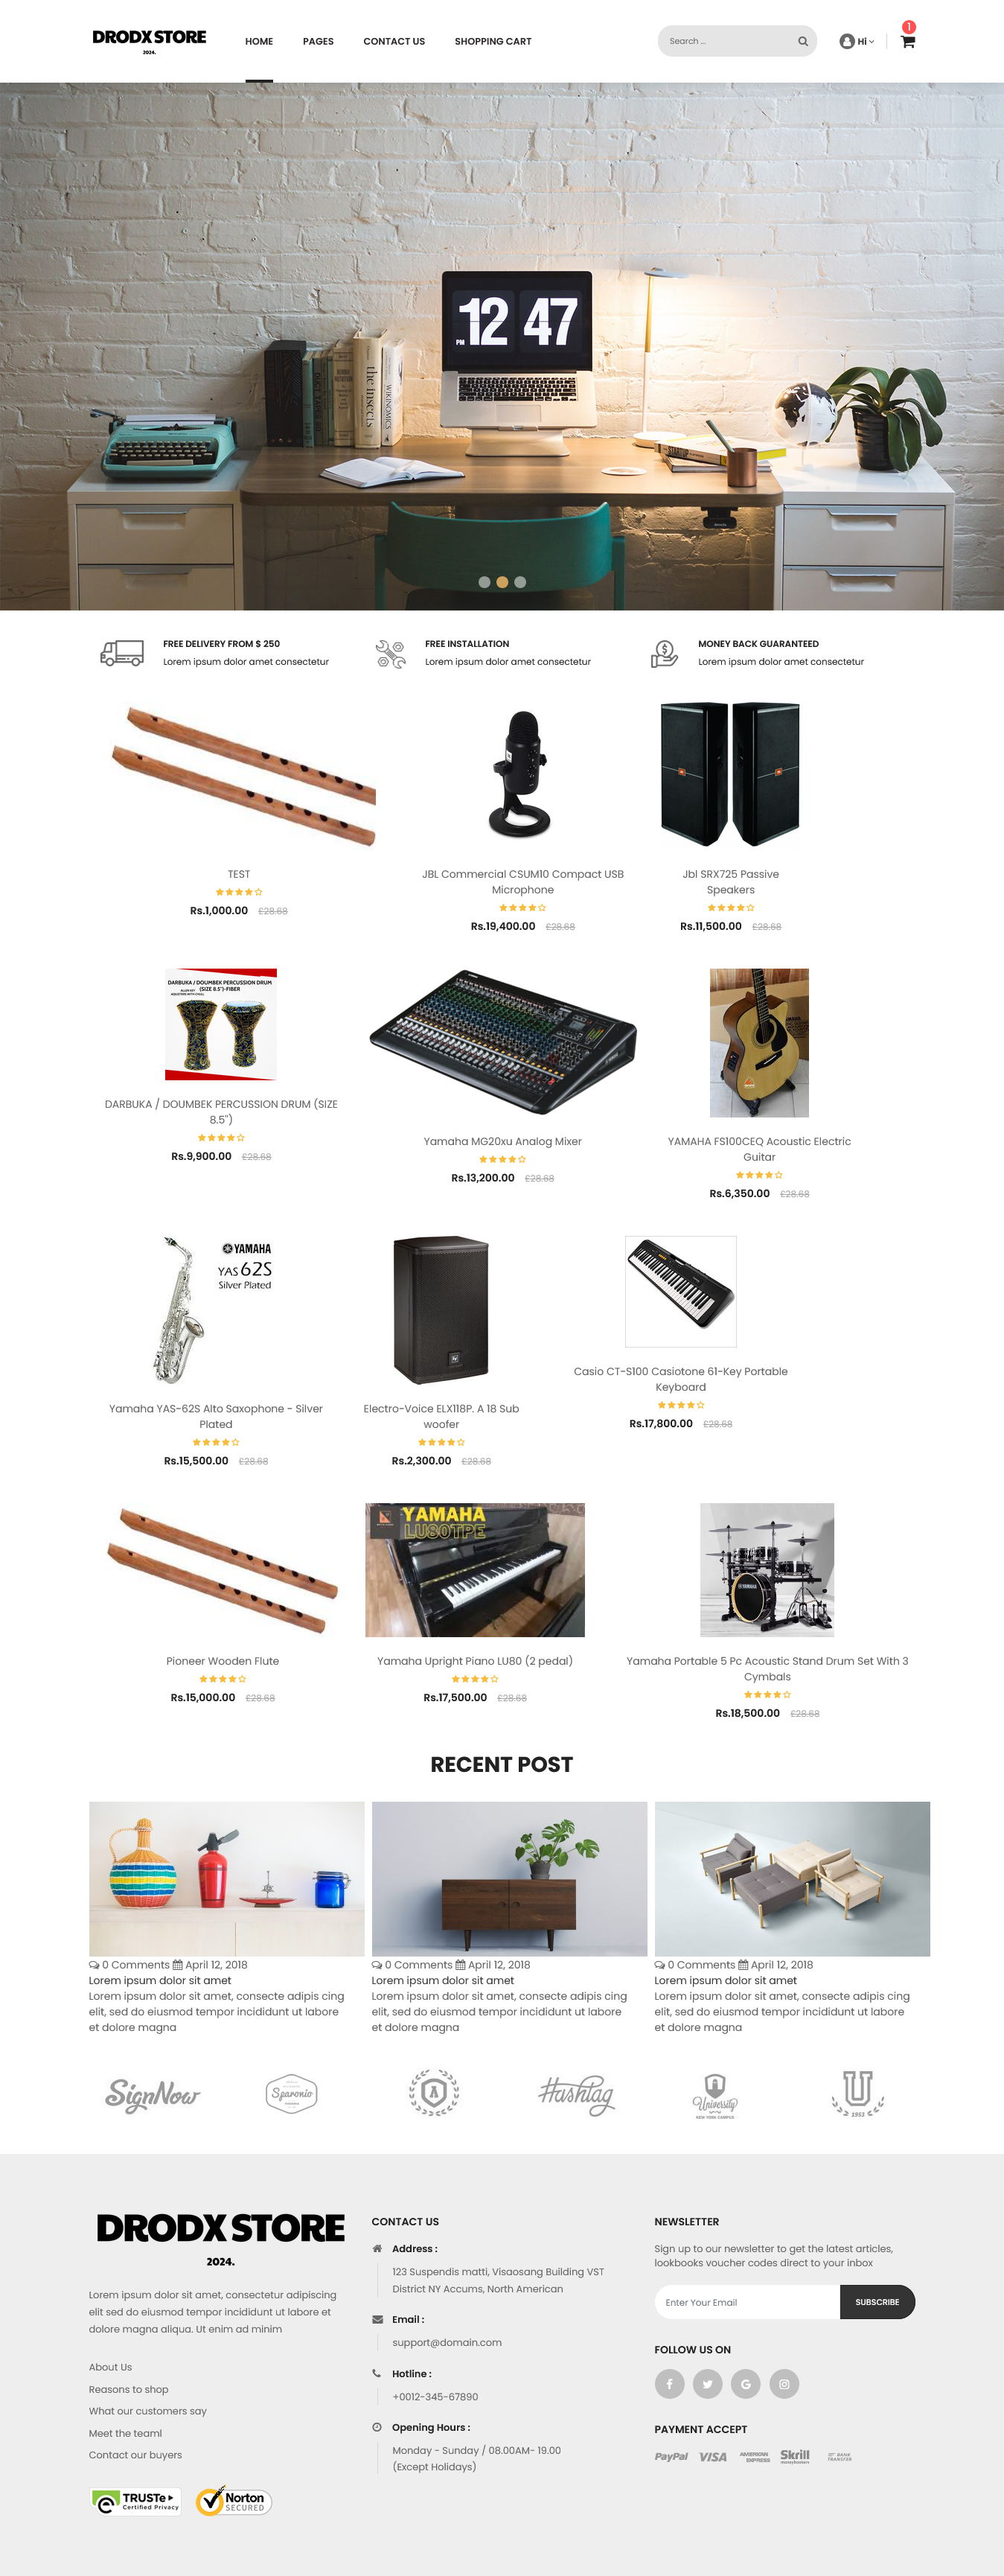 DRODX STORE
2024.
HOME
PAGES
CONTACT US
SHOPPING CART
Search ...
Hi
1
PM 12 47
the insects
WIKINOMICS
FREE DELIVERY FROM $ 250
Lorem ipsum dolor amet consectetur
FREE INSTALLATION
Lorem ipsum dolor amet consectetur
MONEY BACK GUARANTEED
Lorem ipsum dolor amet consectetur
TEST
Rs.1,000.00 £28.68
JBL Commercial CSUM10 Compact USB
Microphone
Rs.19,400.00 £28.68
Jbl SRX725 Passive
Speakers
Rs.11,500.00 £28.68
DARBUKA / DOUMBEK PERCUSSION DRUM
(SIZE 8.5")-FIBER
DARBUKA / DOUMBEK PERCUSSION DRUM (SIZE
8.5")
Rs.9,900.00 £28.68
Yamaha MG20xu Analog Mixer
Rs.13,200.00 £28.68
YAMAHA FS100CEQ Acoustic Electric
Guitar
Rs.6,350.00 £28.68
YAMAHA
YAS 62S
Silver Plated
Yamaha YAS-62S Alto Saxophone - Silver
Plated
Rs.15,500.00 £28.68
Electro-Voice ELX118P. A 18 Sub
woofer
Rs.2,300.00 £28.68
Casio CT-S100 Casiotone 61-Key Portable
Keyboard
Rs.17,800.00 £28.68
Pioneer Wooden Flute
Rs.15,000.00 £28.68
YAMAHA
LU80TPE
Yamaha Upright Piano LU80 (2 pedal)
Rs.17,500.00 £28.68
YAMAHA
Yamaha Portable 5 Pc Acoustic Stand Drum Set With 3
Cymbals
Rs.18,500.00 £28.68
RECENT POST
0 Comments April 12, 2018
Lorem ipsum dolor sit amet
Lorem ipsum dolor sit amet, consecte adipis cing
elit, sed do eiusmod tempor incididunt ut labore
et dolore magna
0 Comments April 12, 2018
Lorem ipsum dolor sit amet
Lorem ipsum dolor sit amet, consecte adipis cing
elit, sed do eiusmod tempor incididunt ut labore
et dolore magna
0 Comments April 12, 2018
Lorem ipsum dolor sit amet
Lorem ipsum dolor sit amet, consecte adipis cing
elit, sed do eiusmod tempor incididunt ut labore
et dolore magna
SignNow
Sparonio
A
Hashtag
University
NEW YORK CAMPUS
U
1953
DRODX STORE
2024.
Lorem ipsum dolor sit amet, consectetur adipiscing
elit sed do eiusmod tempor incididunt ut labore et
dolore magna aliqua. Ut enim ad minim
About Us
Reasons to shop
What our customers say
Meet the teaml
Contact our buyers
TRUSTe
Certified Privacy
Norton
SECURED
CONTACT US
Address :
123 Suspendis matti, Visaosang Building VST
District NY Accums, North American
Email :
support@domain.com
Hotline :
+0012-345-67890
Opening Hours :
Monday - Sunday / 08.00AM- 19.00
(Except Holidays)
NEWSLETTER
Sign up to our newsletter to get the latest articles,
lookbooks voucher codes direct to your inbox
Enter Your Email
SUBSCRIBE
FOLLOW US ON
PAYMENT ACCEPT
PayPal
VISA
AMERICAN
EXPRESS
Skrill
moneybookers
BANK
TRANSFER